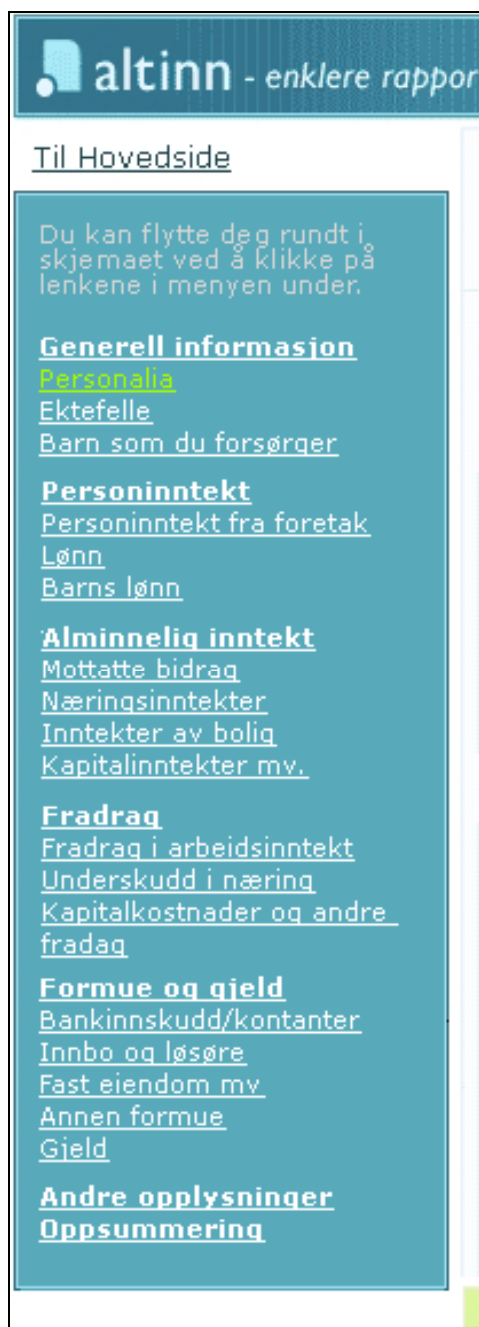 altinn - enklere rappor
Til Hovedside
Du kan flytte deg rundt i
skjemaet ved å klikke på
lenkene i menyen under.
Generell informasjon
Personalia
Ektefelle
Barn som du forsørger
Personinntekt
Personinntekt fra foretak
Lønn
Barns lønn
Alminnelig inntekt
Mottatte bidrag
Næringsinntekter
Inntekter av bolig
Kapitalinntekter mv.
Fradrag
Fradrag i arbeidsinntekt
Underskudd i næring
Kapitalkostnader og andre
fradag
Formue og gjeld
Bankinnskudd/kontanter
Innbo og løsøre
Fast eiendom mv
Annen formue
Gjeld
Andre opplysninger
Oppsummering